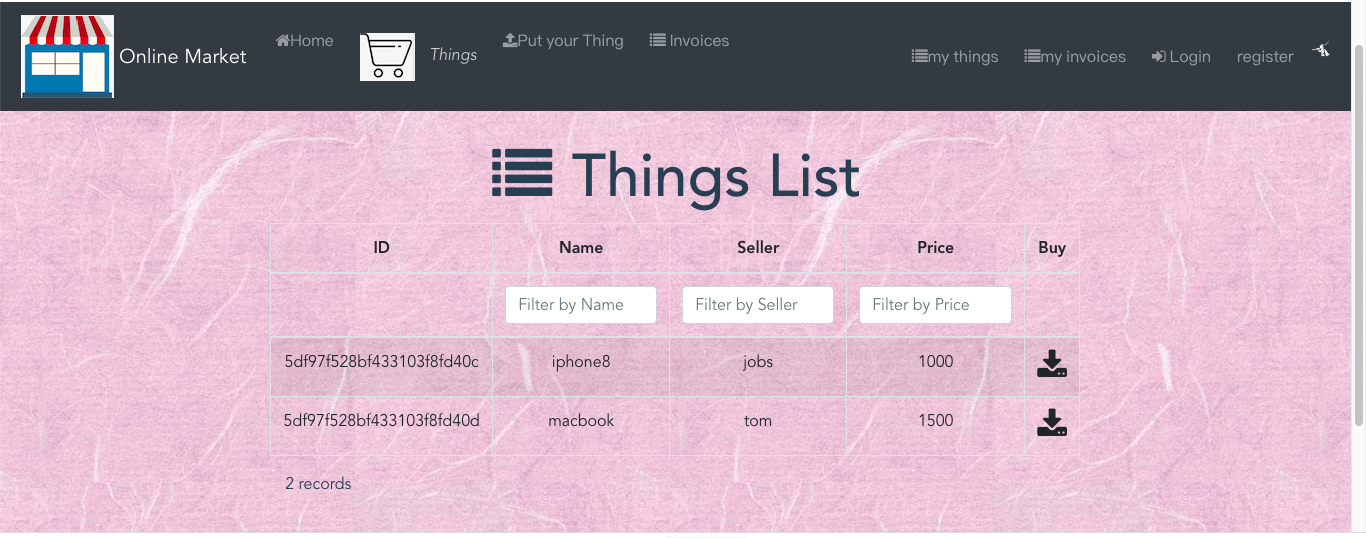 Online Market
Home
Things
Put your Thing
Invoices
my things
my invoices
Login
register
Things List
ID Name Seller Price Buy
Filter by Name Filter by Seller Filter by Price
5df97f528bf433103f8fd40c iphone8 jobs 1000
5df97f528bf433103f8fd40d macbook tom 1500
2 records